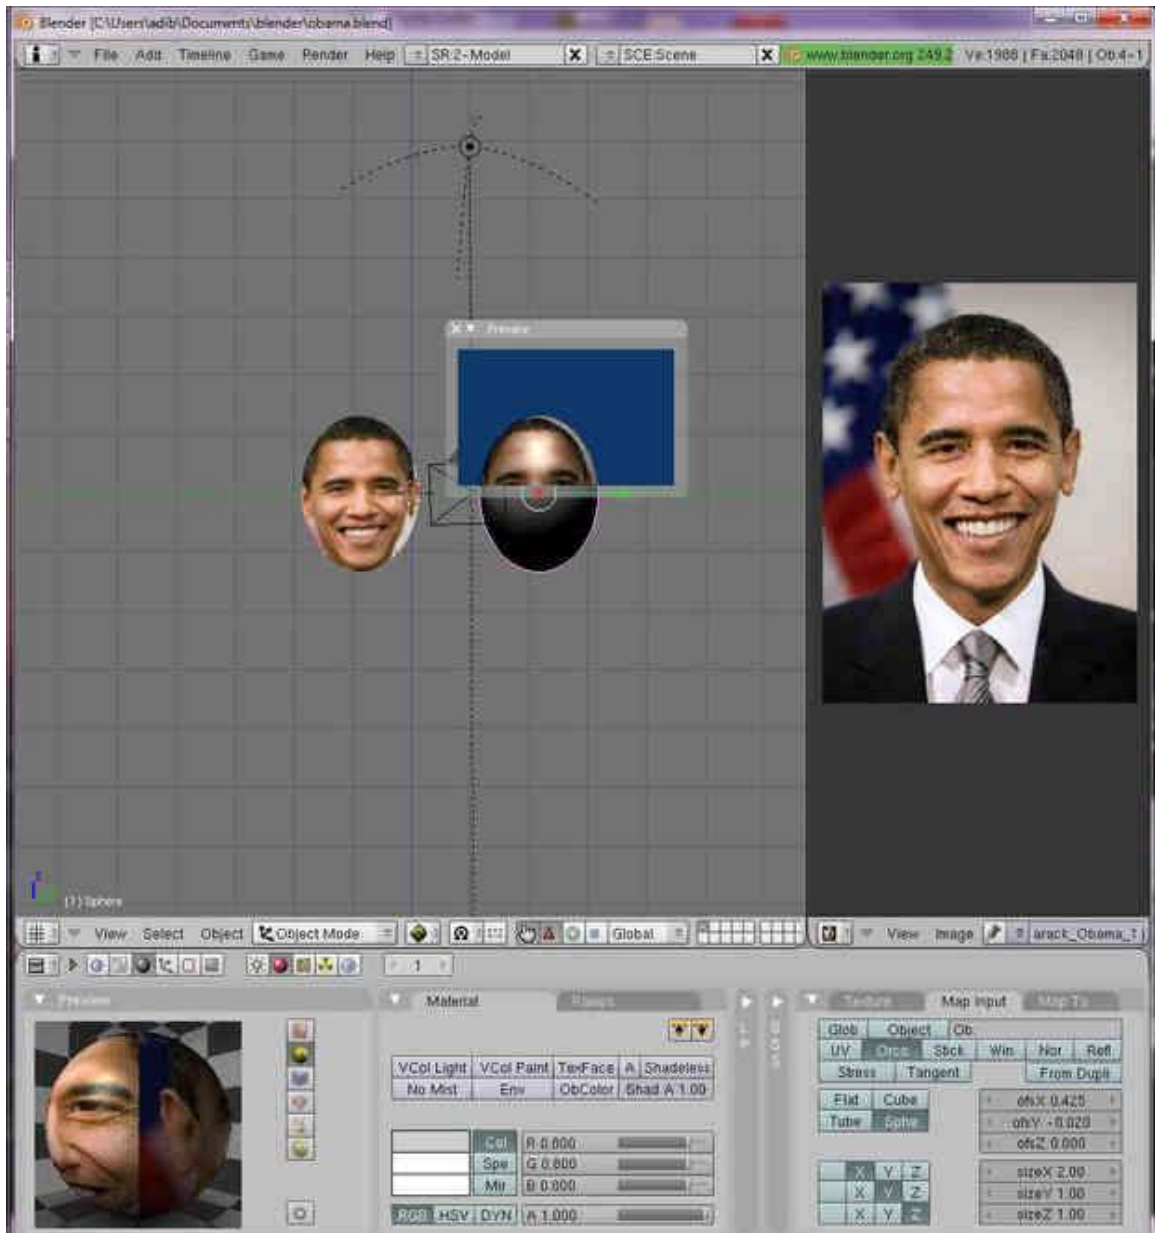 Blender [C:\Users\adib\Documents\blender\obama.blend]
File Add Timeline Game Render Help SR:2-Model X SCE:Scene X www.blender.org 249.2 Ve:1986 | Fa:2048 | Ob:4-1
Preview
(1) Sphere
View Select Object Object Mode Global View Image arack_Obama_1
1
Preview
Material Ramps
Texture Map Input Map To
VCol Light VCol Paint TexFace A Shadeless
No Mist Env ObColor Shad A 1.00
Col R 0.800
Spe G 0.800
Mir B 0.800
RGB HSV DYN A 1.000
Glob Object Ob:
UV Orco Stick Win Nor Refl
Stress Tangent From Dupli
Flat Cube ofsX 0.425
Tube Sphe ofsY -0.020
ofsZ 0.000
X Y Z sizeX 2.00
X Y Z sizeY 1.00
X Y Z sizeZ 1.00